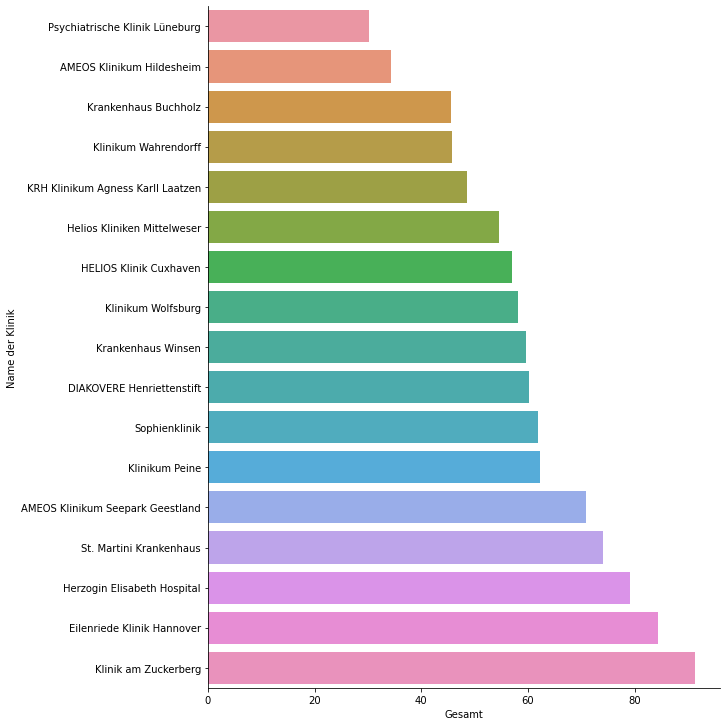 Psychiatrische Klinik Lüneburg
AMEOS Klinikum Hildesheim
Krankenhaus Buchholz
Klinikum Wahrendorff
KRH Klinikum Agness Karll Laatzen
Helios Kliniken Mittelweser
HELIOS Klinik Cuxhaven
Klinikum Wolfsburg
Krankenhaus Winsen
DIAKOVERE Henriettenstift
Sophienklinik
Klinikum Peine
AMEOS Klinikum Seepark Geestland
St. Martini Krankenhaus
Herzogin Elisabeth Hospital
Eilenriede Klinik Hannover
Klinik am Zuckerberg
Name der Klinik
0 20 40 60 80
Gesamt